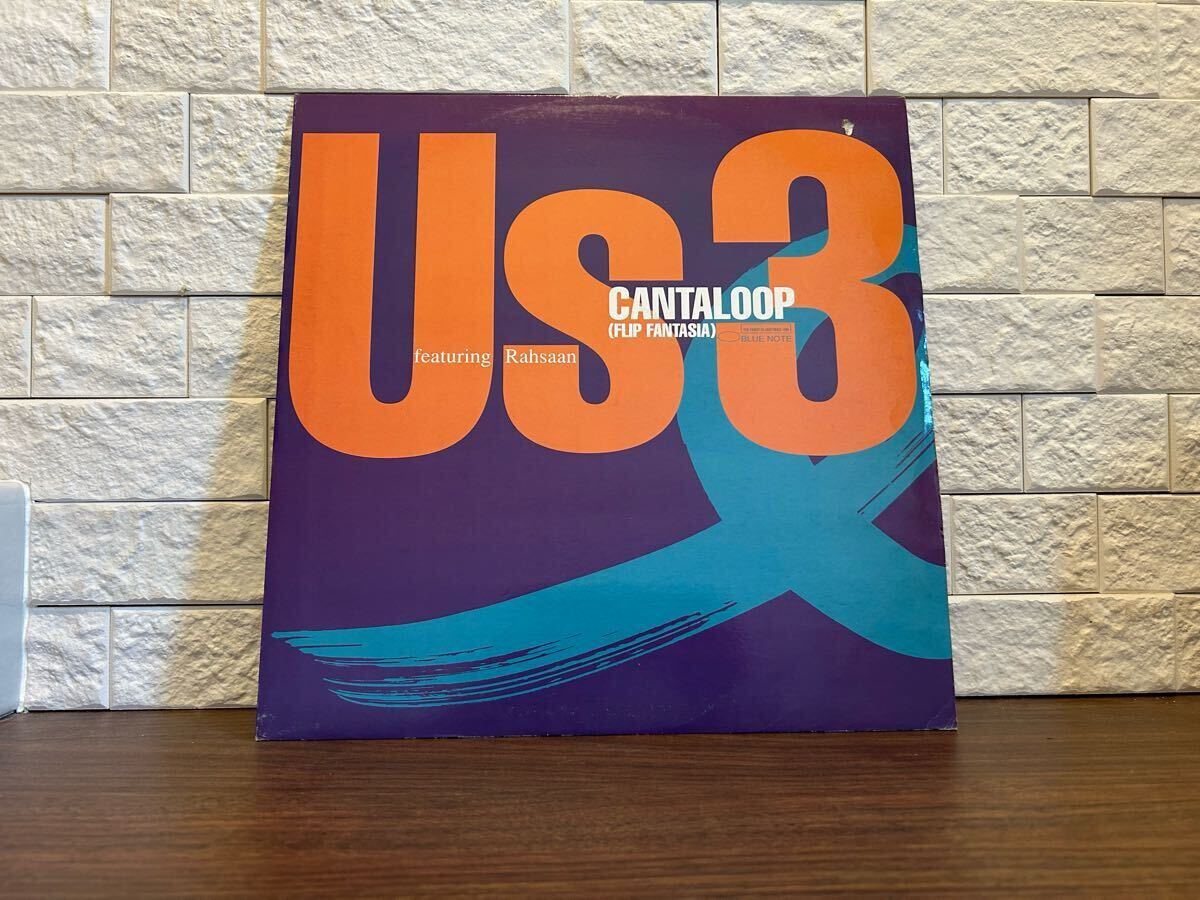 Us3
CANTALOOP
(FLIP FANTASIA)
BLUE NOTE
featuring Rahsaan